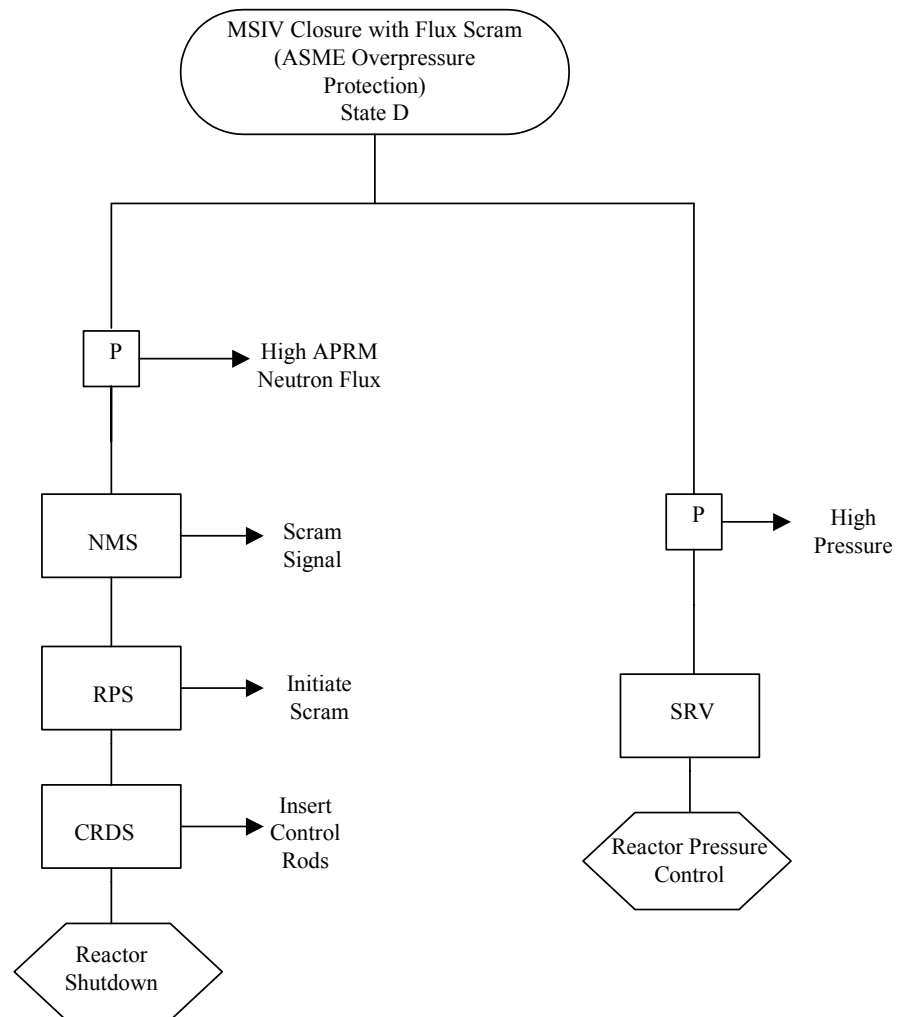 MSIV Closure with Flux Scram
(ASME Overpressure
Protection)
State D
P
High APRM
Neutron Flux
NMS
Scram
Signal
RPS
Initiate
Scram
CRDS
Insert
Control
Rods
Reactor
Shutdown
P
High
Pressure
SRV
Reactor Pressure
Control